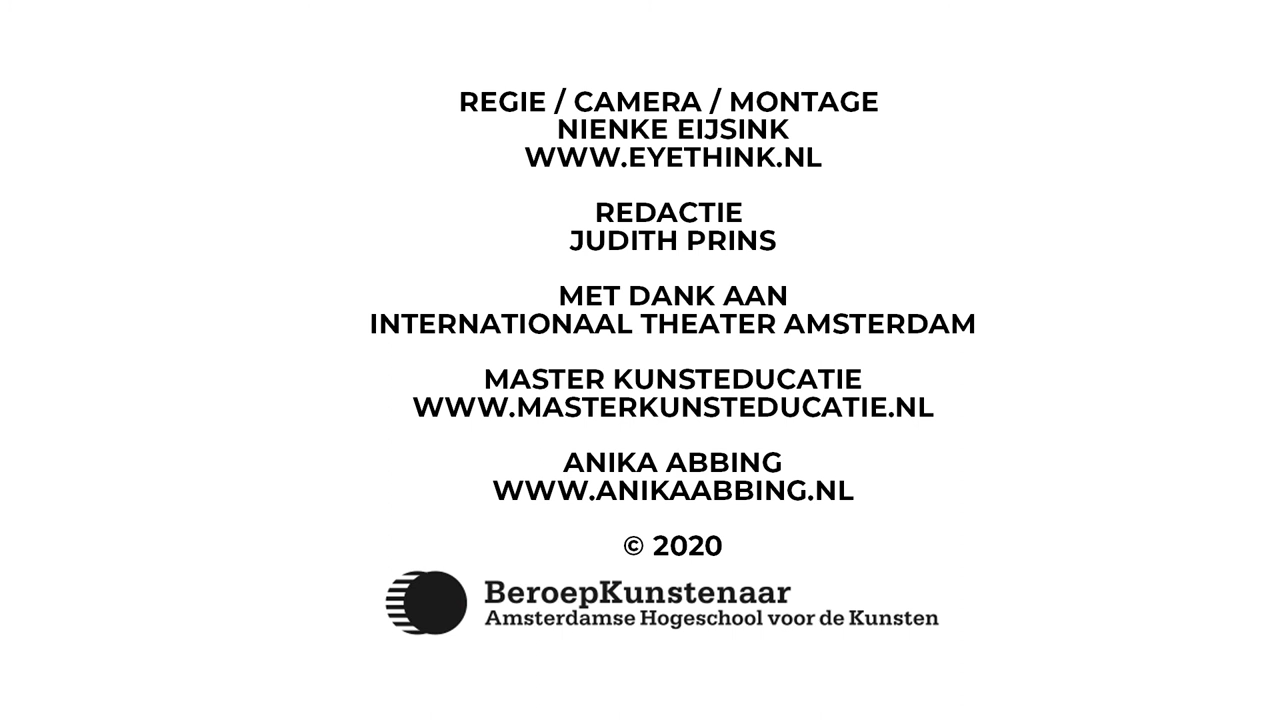 REGIE / CAMERA / MONTAGE
NIENKE EIJSINK
WWW.EYETHINK.NL
REDACTIE
JUDITH PRINS
MET DANK AAN
INTERNATIONAAL THEATER AMSTERDAM
MASTER KUNSTEDUCATIE
WWW.MASTERKUNSTEDUCATIE.NL
ANIKA ABBING
WWW.ANIKAABBING.NL
© 2020
BeroepKunstenaar
Amsterdamse Hogeschool voor de Kunsten